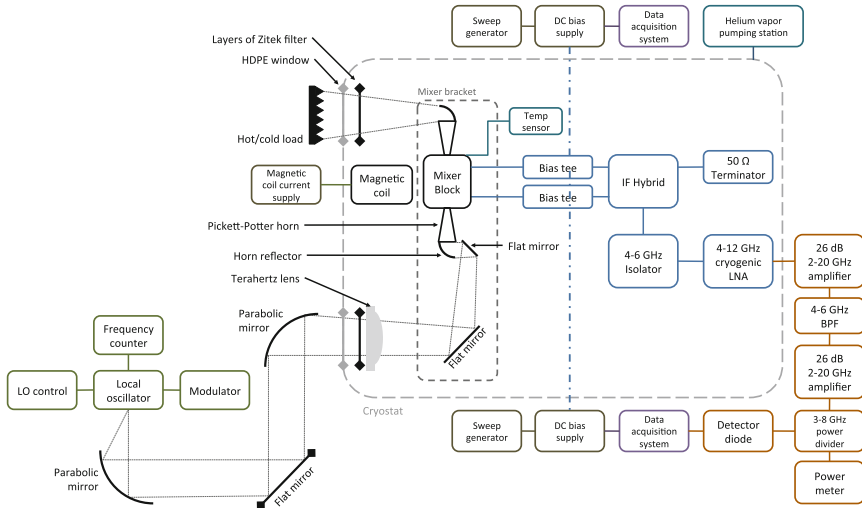 Sweep
generator
DC bias
supply
Data
acquisition
system
Helium vapor
pumping station
Layers of Zitek filter
HDPE window
Mixer bracket
Temp
sensor
Hot/cold load
Magnetic
coil current
supply
Magnetic
coil
Mixer
Block
Bias tee
Bias tee
IF Hybrid
50 Ω
Terminator
Pickett-Potter horn
Horn reflector
Flat mirror
Terahertz lens
4-6 GHz
Isolator
4-12 GHz
cryogenic
LNA
26 dB
2-20 GHz
amplifier
4-6 GHz
BPF
26 dB
2-20 GHz
amplifier
Parabolic
mirror
Flat mirror
Frequency
counter
LO control
Local
oscillator
Modulator
Cryostat
Sweep
generator
DC bias
supply
Data
acquisition
system
Detector
diode
3-8 GHz
power
divider
Power
meter
Parabolic
mirror
Flat mirror